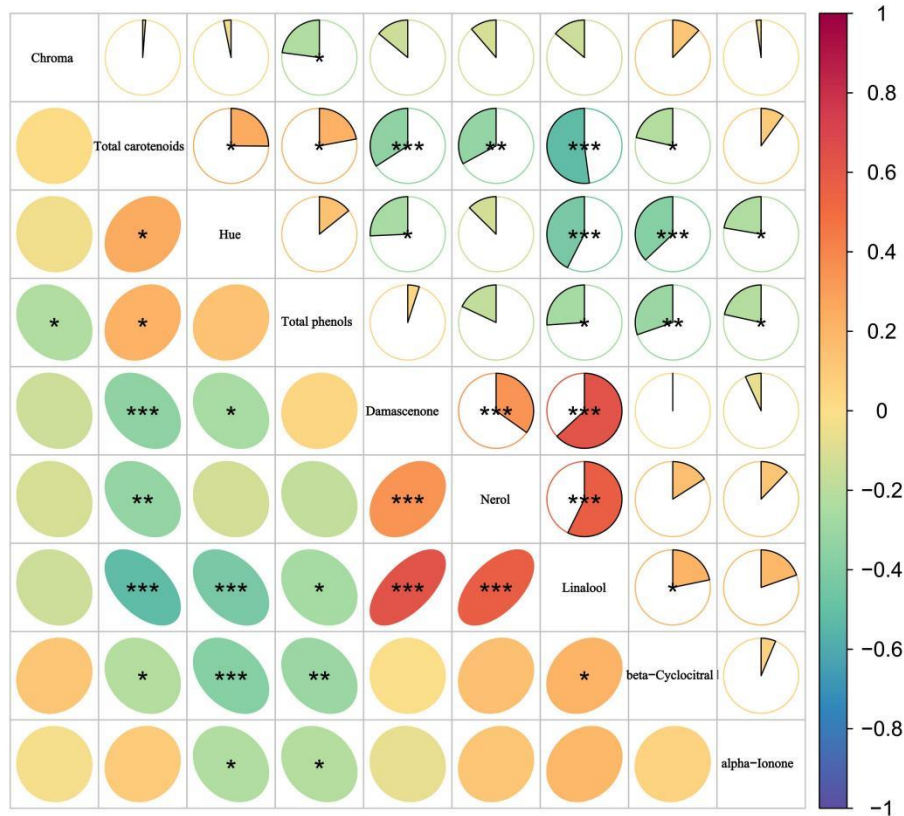 Chroma
*
Total carotenoids * * *** ** *** *
* Hue * *** *** *
* * Total phenols * ** *
*** * Damascenone *** ***
** *** Nerol ***
*** *** * *** *** Linalool *
* *** ** * beta-Cyclocitral
* * alpha-Ionone
1
0.8
0.6
0.4
0.2
0
−0.2
−0.4
−0.6
−0.8
−1